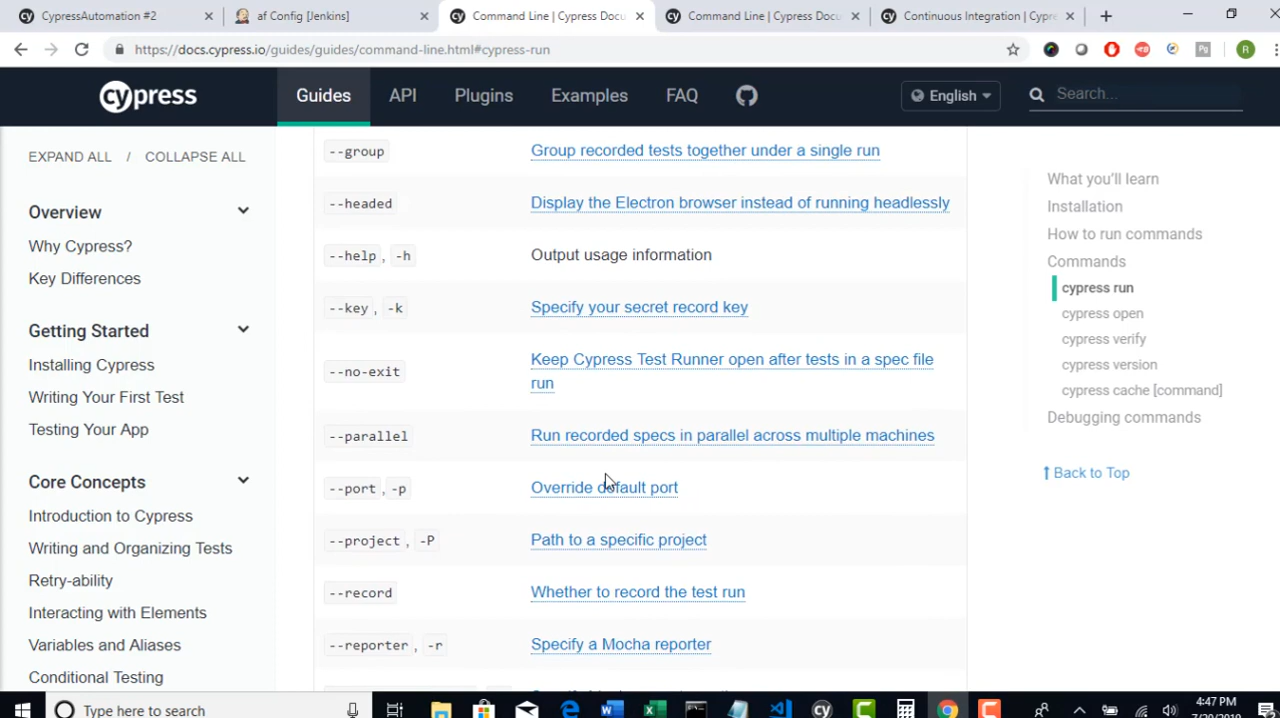 CypressAutomation #2
af Config [Jenkins]
Command Line | Cypress Docu
Command Line | Cypress Docu
Continuous Integration | Cypre
https://docs.cypress.io/guides/guides/command-line.html#cypress-run
cypress
Guides
API
Plugins
Examples
FAQ
English
Search...
EXPAND ALL / COLLAPSE ALL
Overview
Why Cypress?
Key Differences
Getting Started
Installing Cypress
Writing Your First Test
Testing Your App
Core Concepts
Introduction to Cypress
Writing and Organizing Tests
Retry-ability
Interacting with Elements
Variables and Aliases
Conditional Testing
--group Group recorded tests together under a single run
--headed Display the Electron browser instead of running headlessly
--help , -h Output usage information
--key , -k Specify your secret record key
--no-exit Keep Cypress Test Runner open after tests in a spec file
run
--parallel Run recorded specs in parallel across multiple machines
--port , -p Override default port
--project , -P Path to a specific project
--record Whether to record the test run
--reporter , -r Specify a Mocha reporter
What you'll learn
Installation
How to run commands
Commands
cypress run
cypress open
cypress verify
cypress version
cypress cache [command]
Debugging commands
Back to Top
Type here to search
4:47 PM